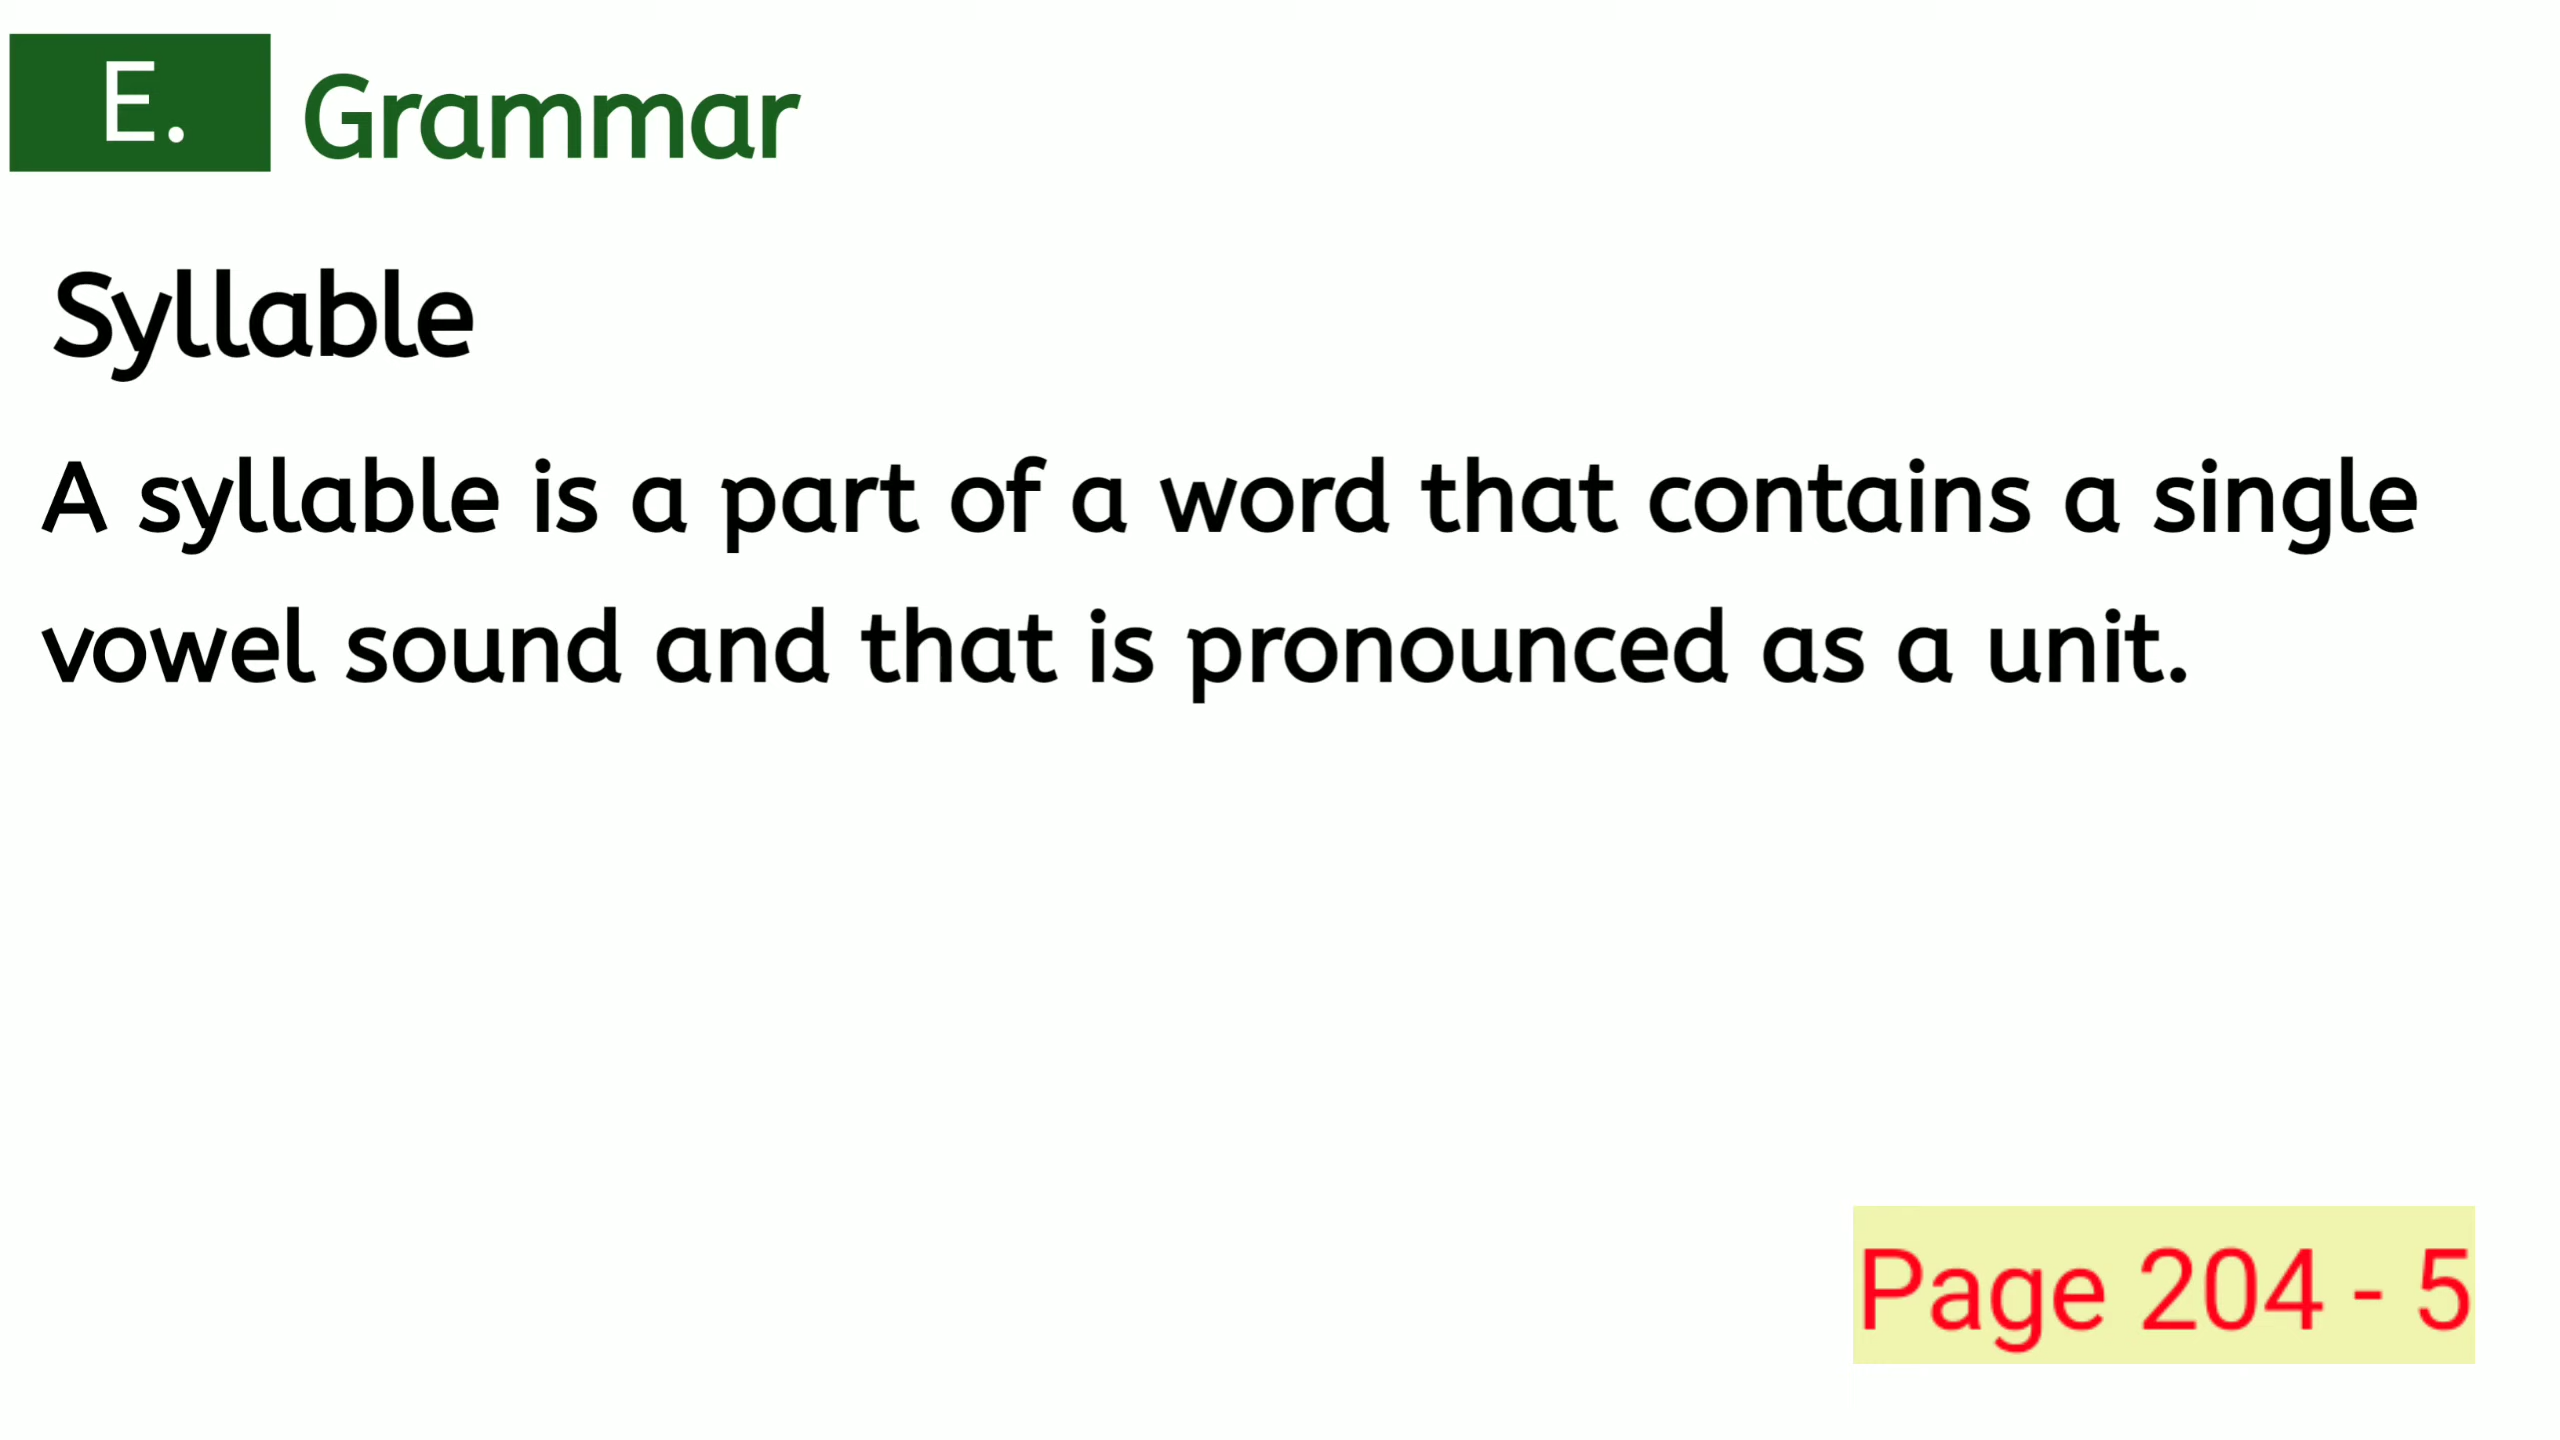 E. Grammar
Syllable
A syllable is a part of a word that contains a single
vowel sound and that is pronounced as a unit.
Page 204 - 5